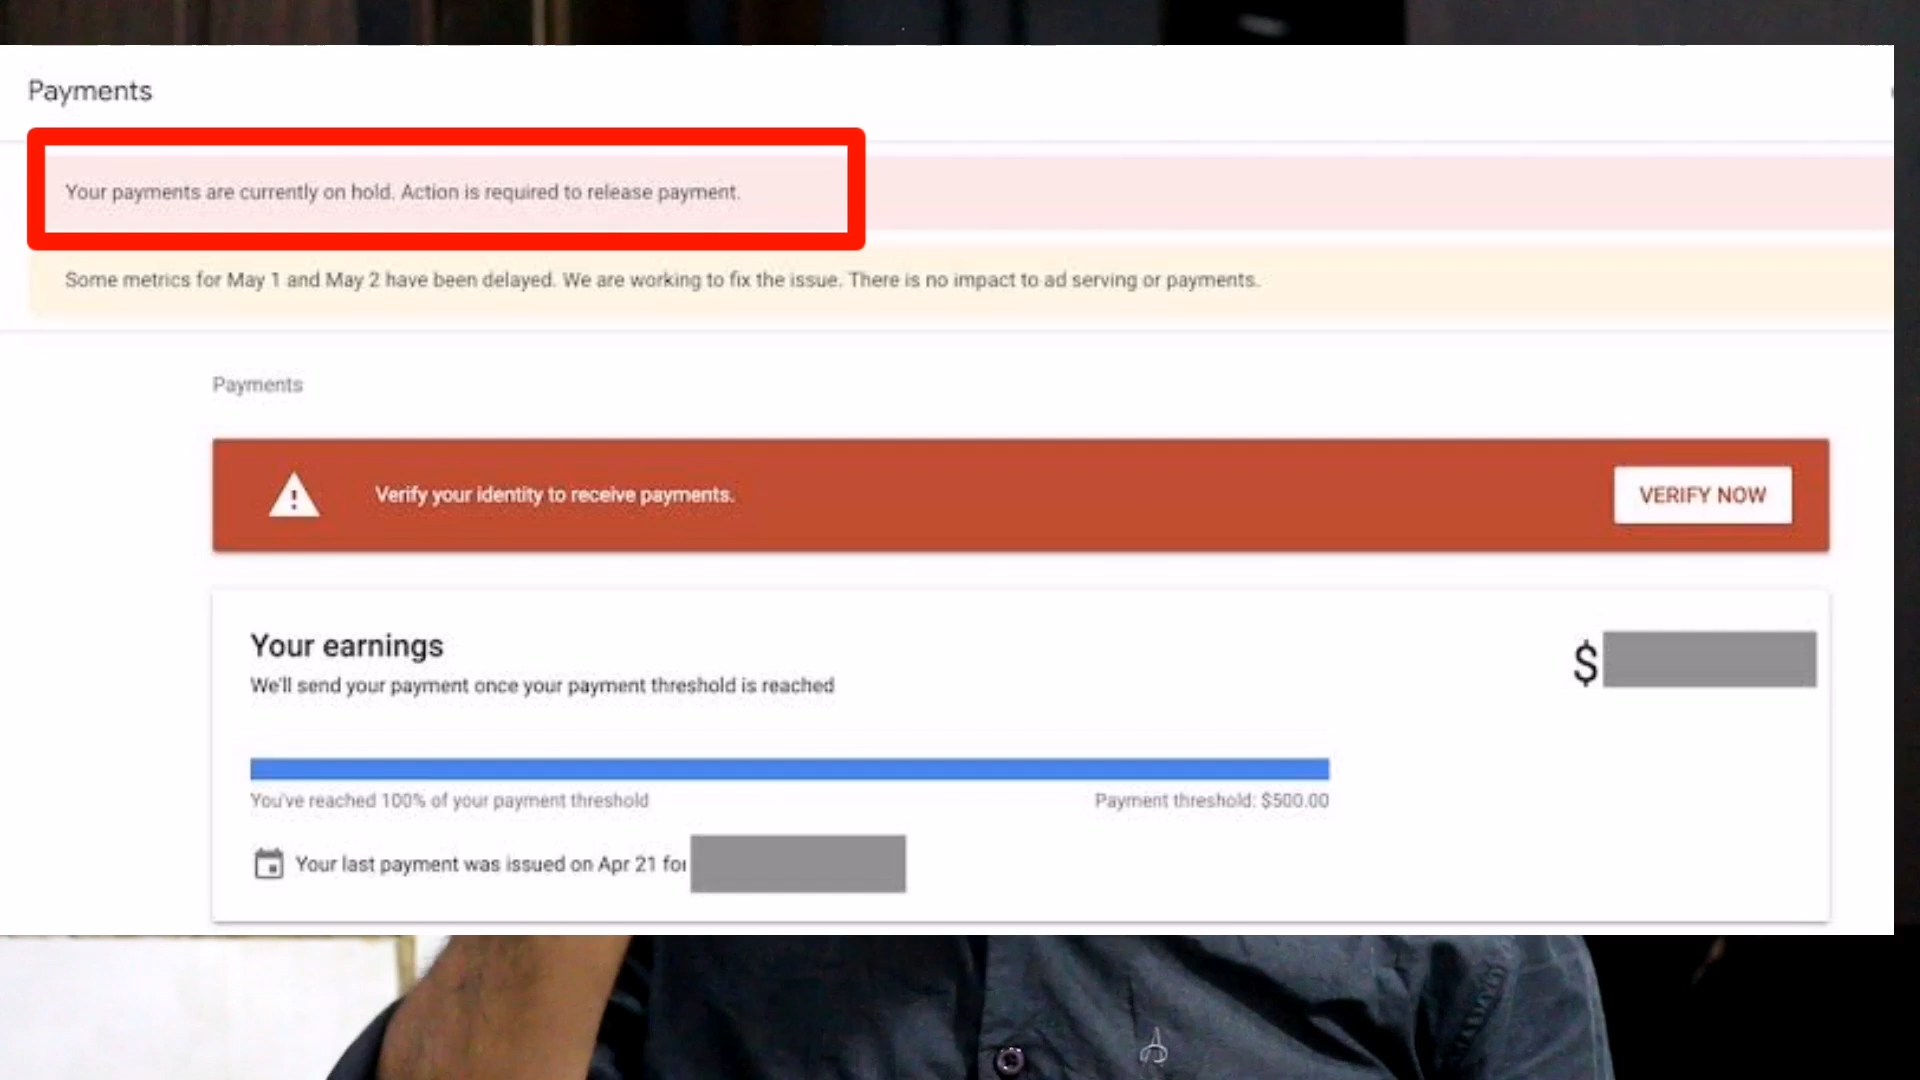 Payments
Your payments are currently on hold. Action is required to release payment.
Some metrics for May 1 and May 2 have been delayed. We are working to fix the issue. There is no impact to ad serving or payments.
Payments
Verify your identity to receive payments.
VERIFY NOW
Your earnings
$
We'll send your payment once your payment threshold is reached
You've reached 100% of your payment threshold
Payment threshold: $500.00
Your last payment was issued on Apr 21 for